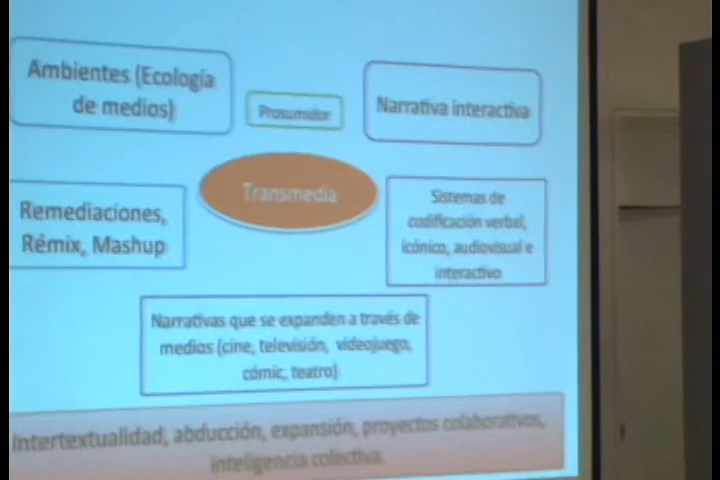 Ambientes (Ecología
de medios)
Prosumidor
Narrativa interactiva
Transmedia
Remediaciones,
Rémix, Mashup
Sistemas de
codificación verbal,
icónico, audiovisual e
interactivo
Narrativas que se expanden a través de
medios (cine, televisión, videojuego,
cómic, teatro)
Intertextualidad, abducción, expansión, proyectos colaborativos,
inteligencia colectiva.